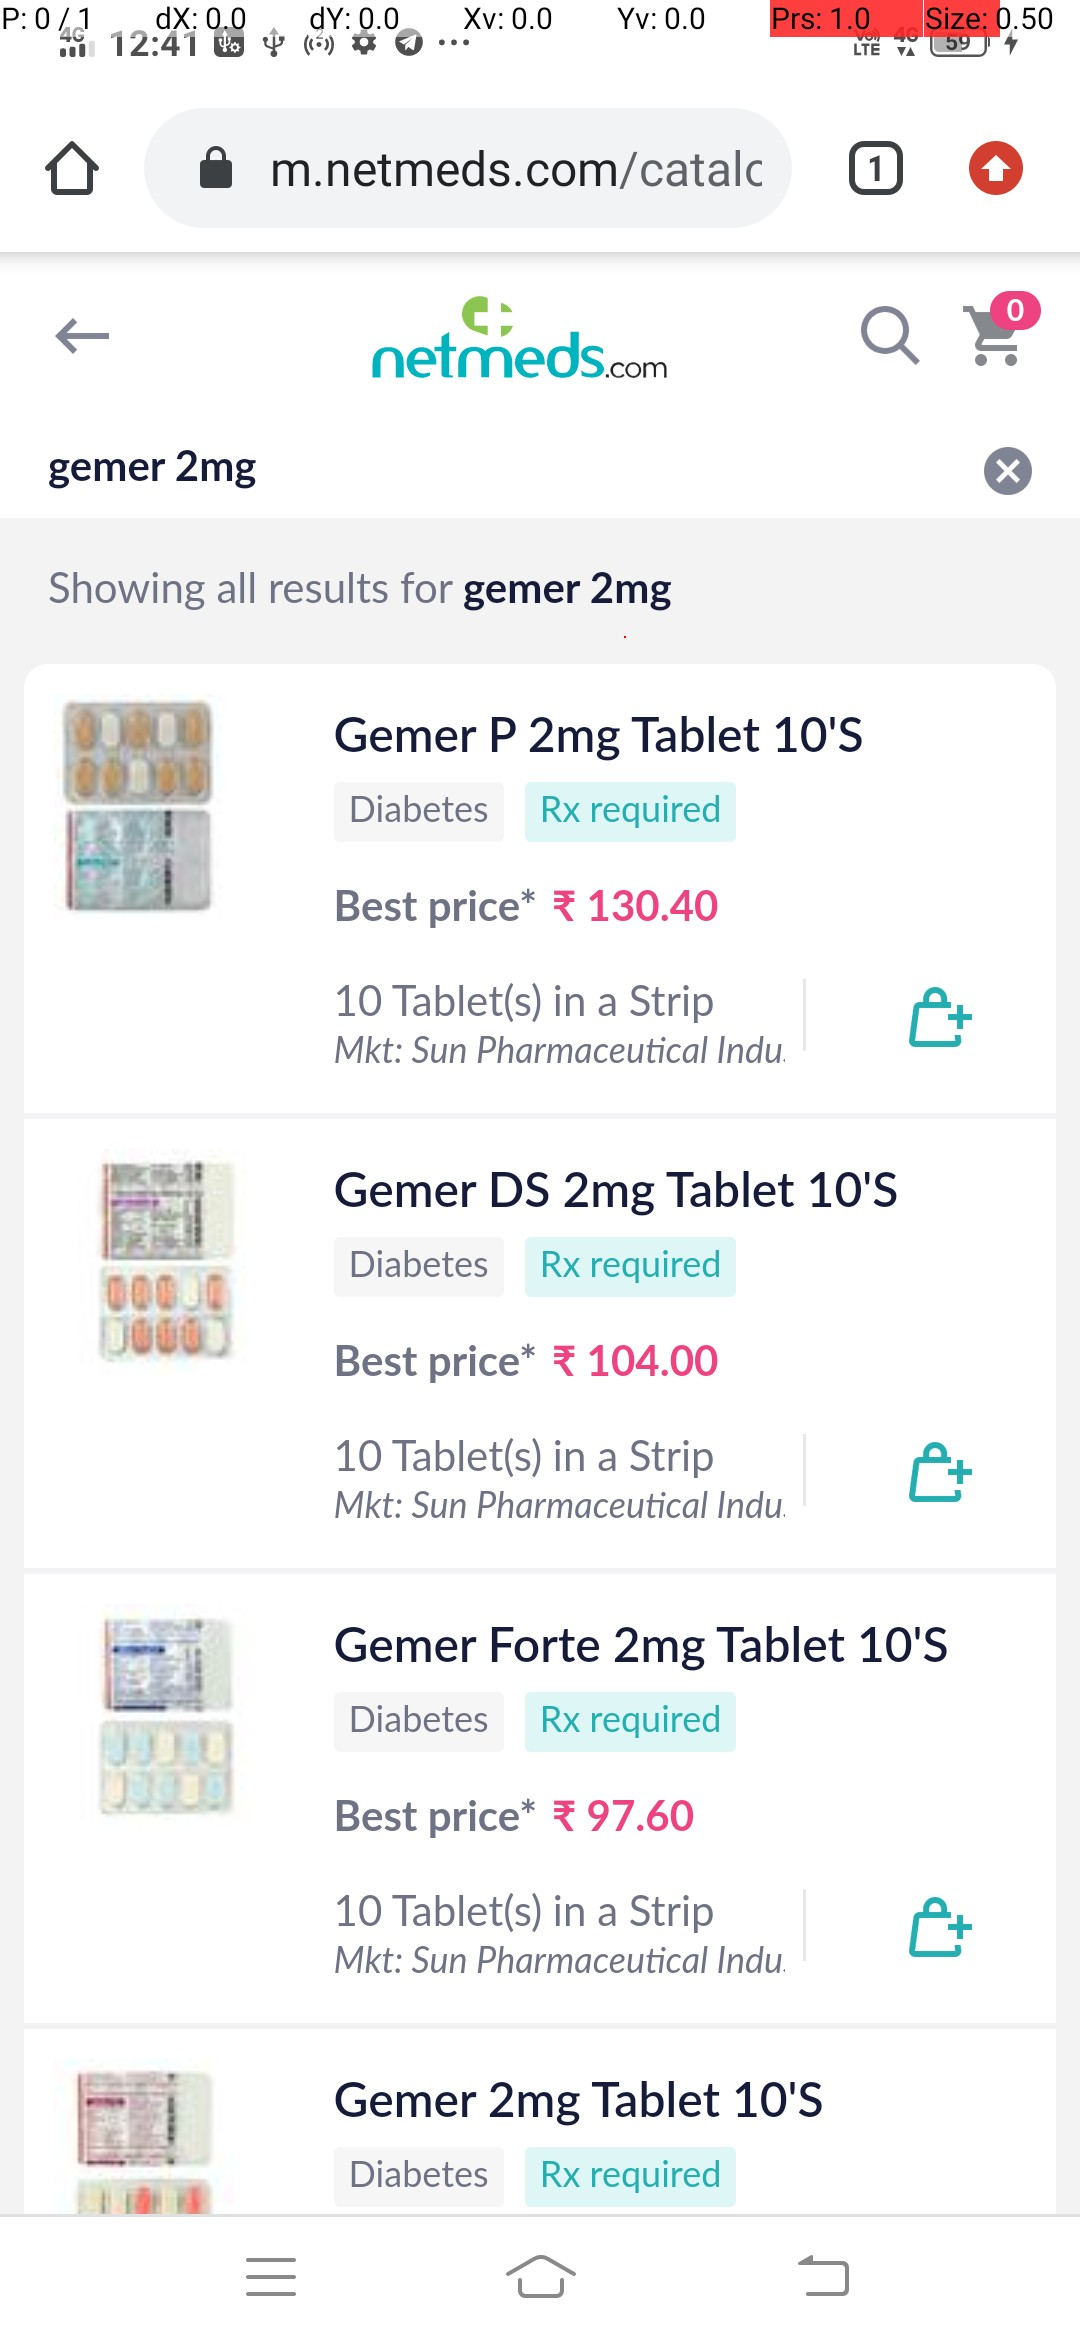 P: 0 / 1 dX: 0.0 dY: 0.0 Xv: 0.0 Yv: 0.0 Prs: 1.0 Size: 0.50
4G 12:41 VoD LTE 4G 59
m.netmeds.com/catalc
1
netmeds.com
0
gemer 2mg
Showing all results for gemer 2mg
Gemer P 2mg Tablet 10'S
Diabetes Rx required
Best price* ₹ 130.40
10 Tablet(s) in a Strip
Mkt: Sun Pharmaceutical Indu.
Gemer DS 2mg Tablet 10'S
Diabetes Rx required
Best price* ₹ 104.00
10 Tablet(s) in a Strip
Mkt: Sun Pharmaceutical Indu.
Gemer Forte 2mg Tablet 10'S
Diabetes Rx required
Best price* ₹ 97.60
10 Tablet(s) in a Strip
Mkt: Sun Pharmaceutical Indu.
Gemer 2mg Tablet 10'S
Diabetes Rx required